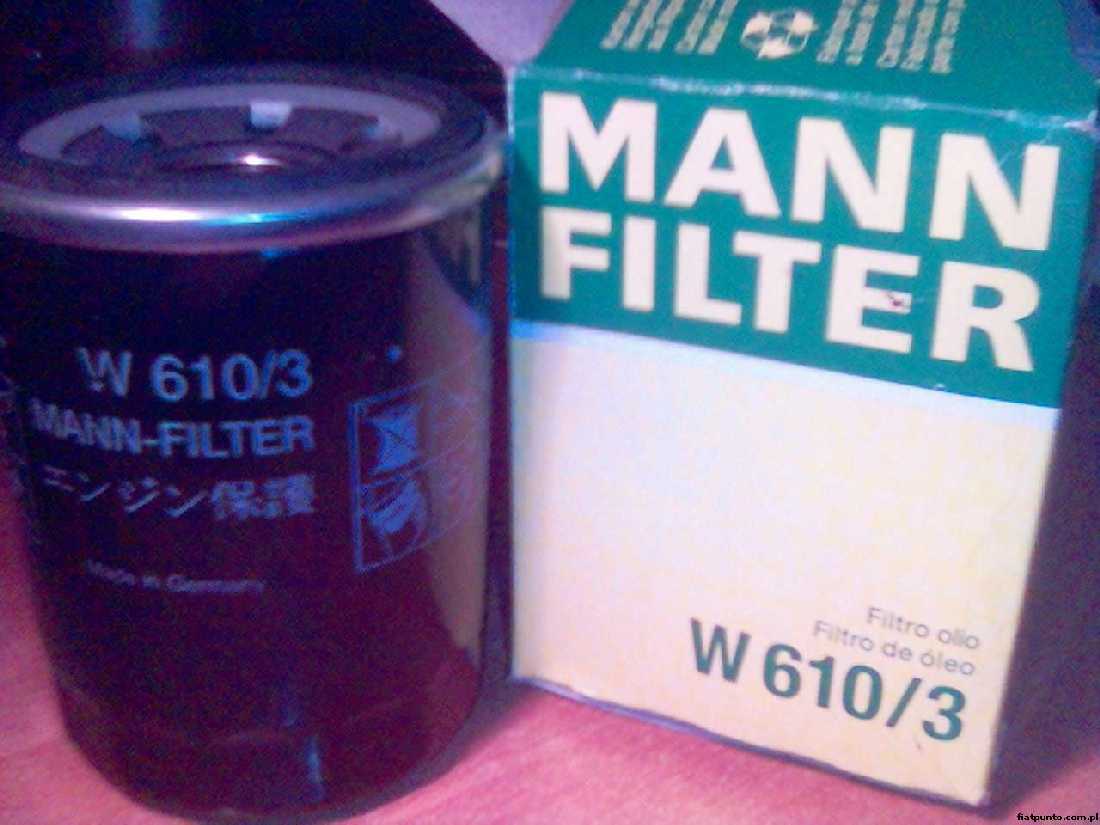 W 610/3
MANN-FILTER
エンジン保護
Made in Germany
MANN
FILTER
Filtro olio
Filtro de óleo
W 610/3
fiatpunto.com.pl